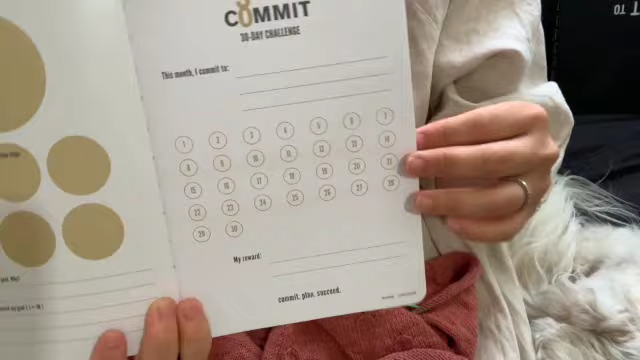 COMMIT
30-DAY CHALLENGE
This month, I commit to:
1 2 3 4 5 6 7
8 9 10 11 12 13 14
15 16 17 18 19 20 21
22 23 24 25 26 27 28
29 30
My reward:
commit. plan. succeed.
TO